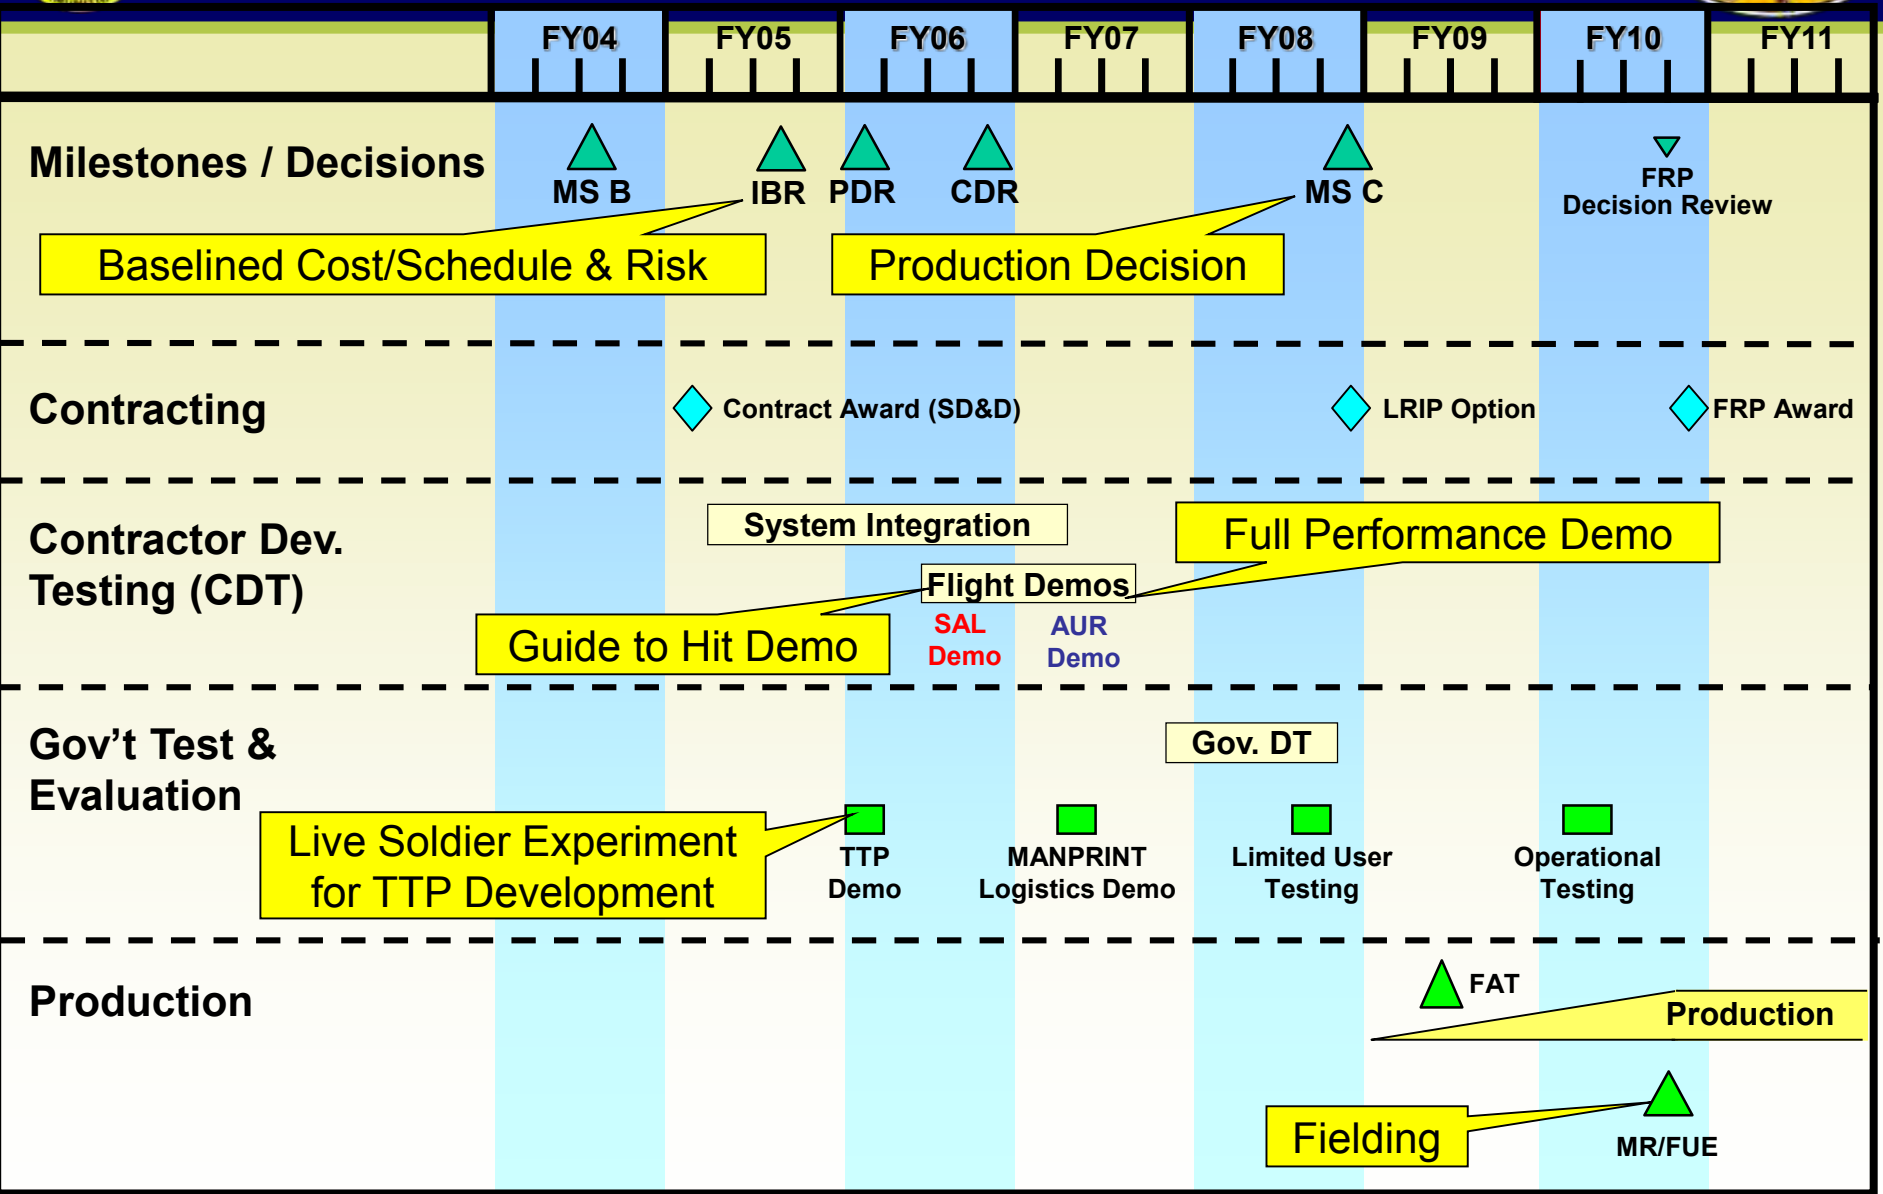 FY04 FY05 FY06 FY07 FY08 FY09 FY10 FY11
Milestones / Decisions
MS B
IBR
PDR
CDR
MS C
FRP
Decision Review
Baselined Cost/Schedule & Risk
Production Decision
Contracting
Contract Award (SD&D)
LRIP Option
FRP Award
Contractor Dev.
Testing (CDT)
System Integration
Full Performance Demo
Flight Demos
Guide to Hit Demo
SAL
Demo
AUR
Demo
Gov't Test &
Evaluation
Gov. DT
Live Soldier Experiment
for TTP Development
TTP
Demo
MANPRINT
Logistics Demo
Limited User
Testing
Operational
Testing
Production
FAT
Production
Fielding
MR/FUE